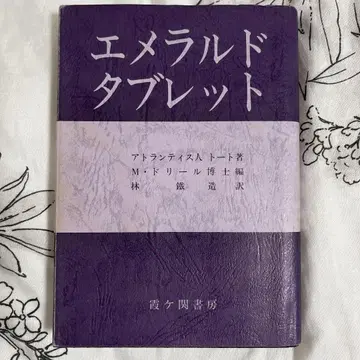 エメラルド
タブレット
アトランティス人 トート著
M・ドリール博士編
林 鐵造訳
霞ケ関書房